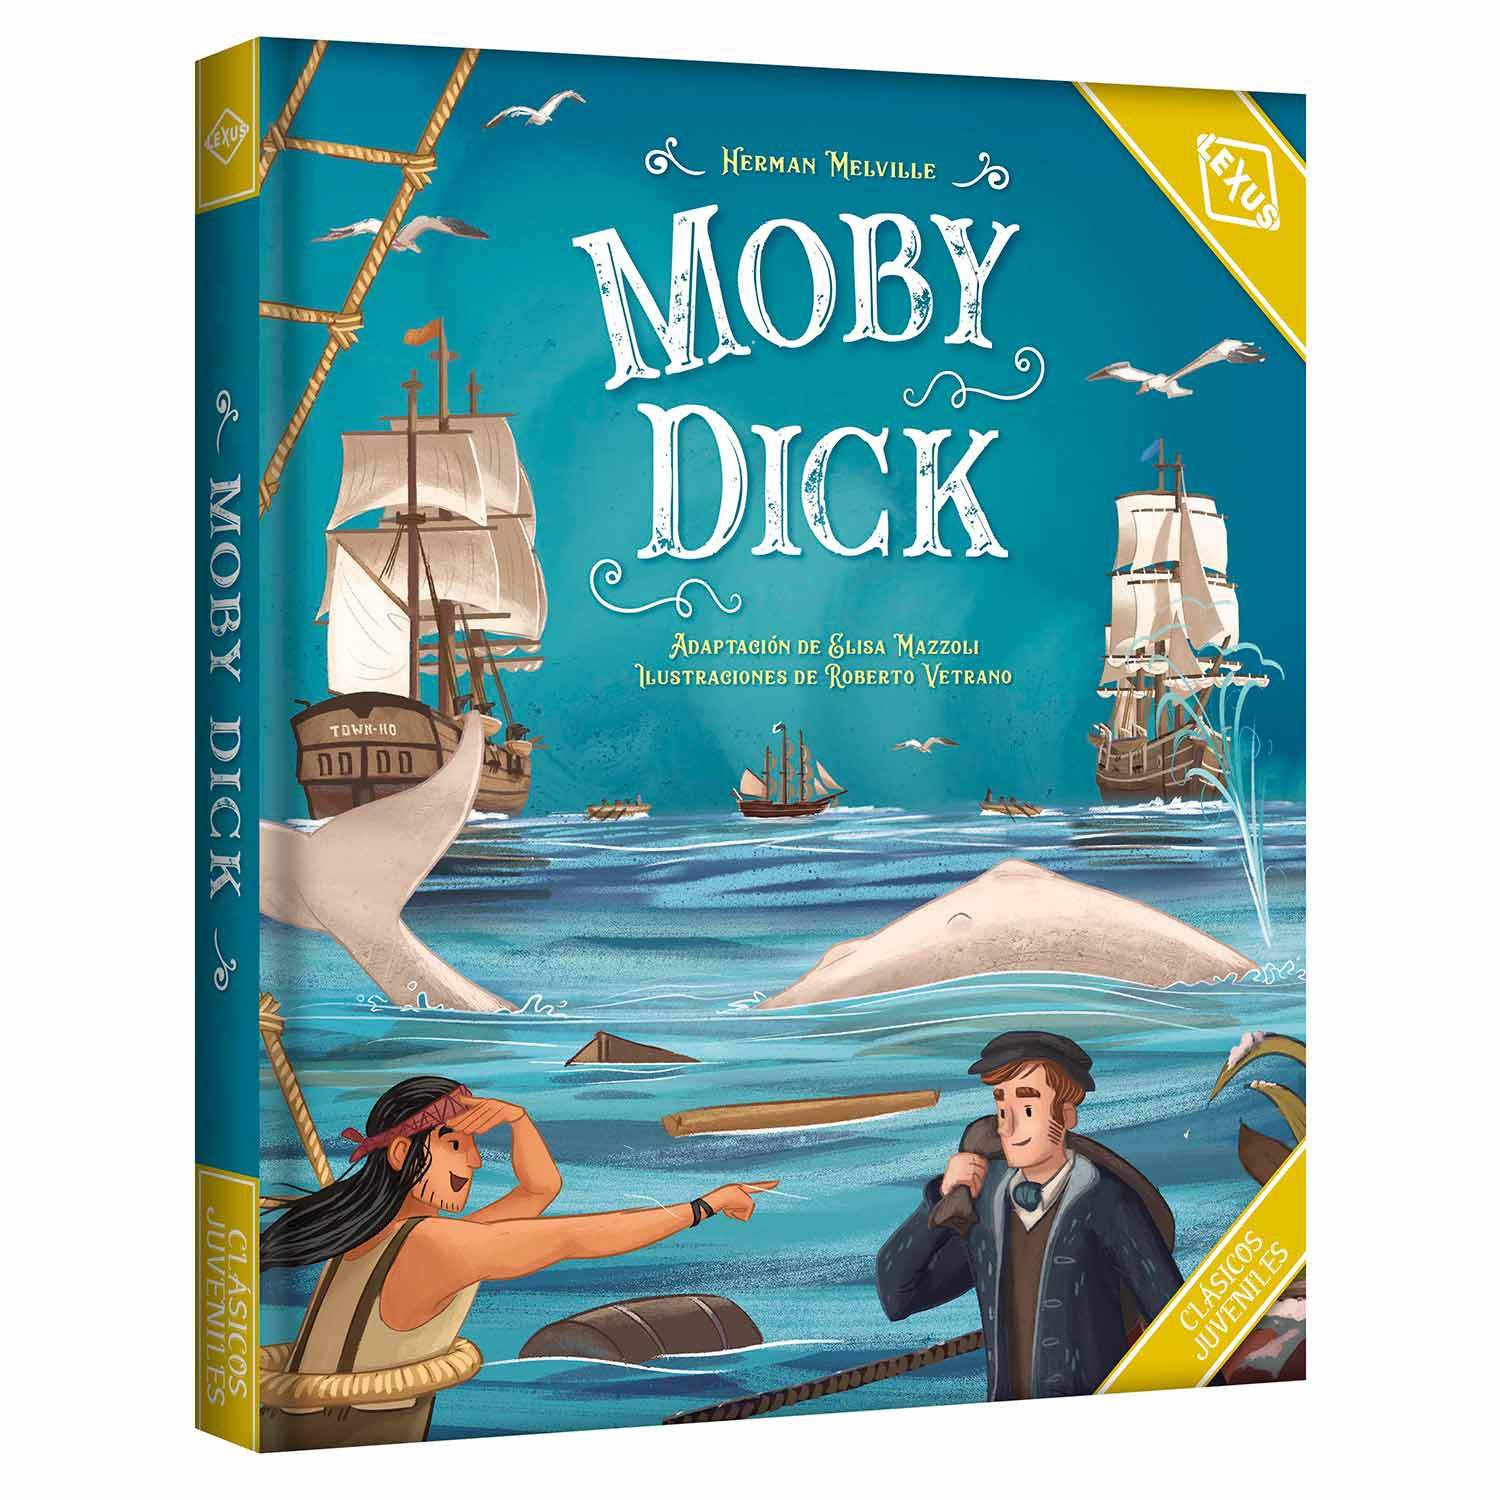 LEXUS
MOBY DICK
CLÁSICOS
JUVENILES
HERMAN MELVILLE
MOBY
DICK
ADAPTACIÓN DE ELISA MAZZOLI
ILUSTRACIONES DE ROBERTO VETRANO
LEXUS
TOWN-HO
CLÁSICOS
JUVENILES